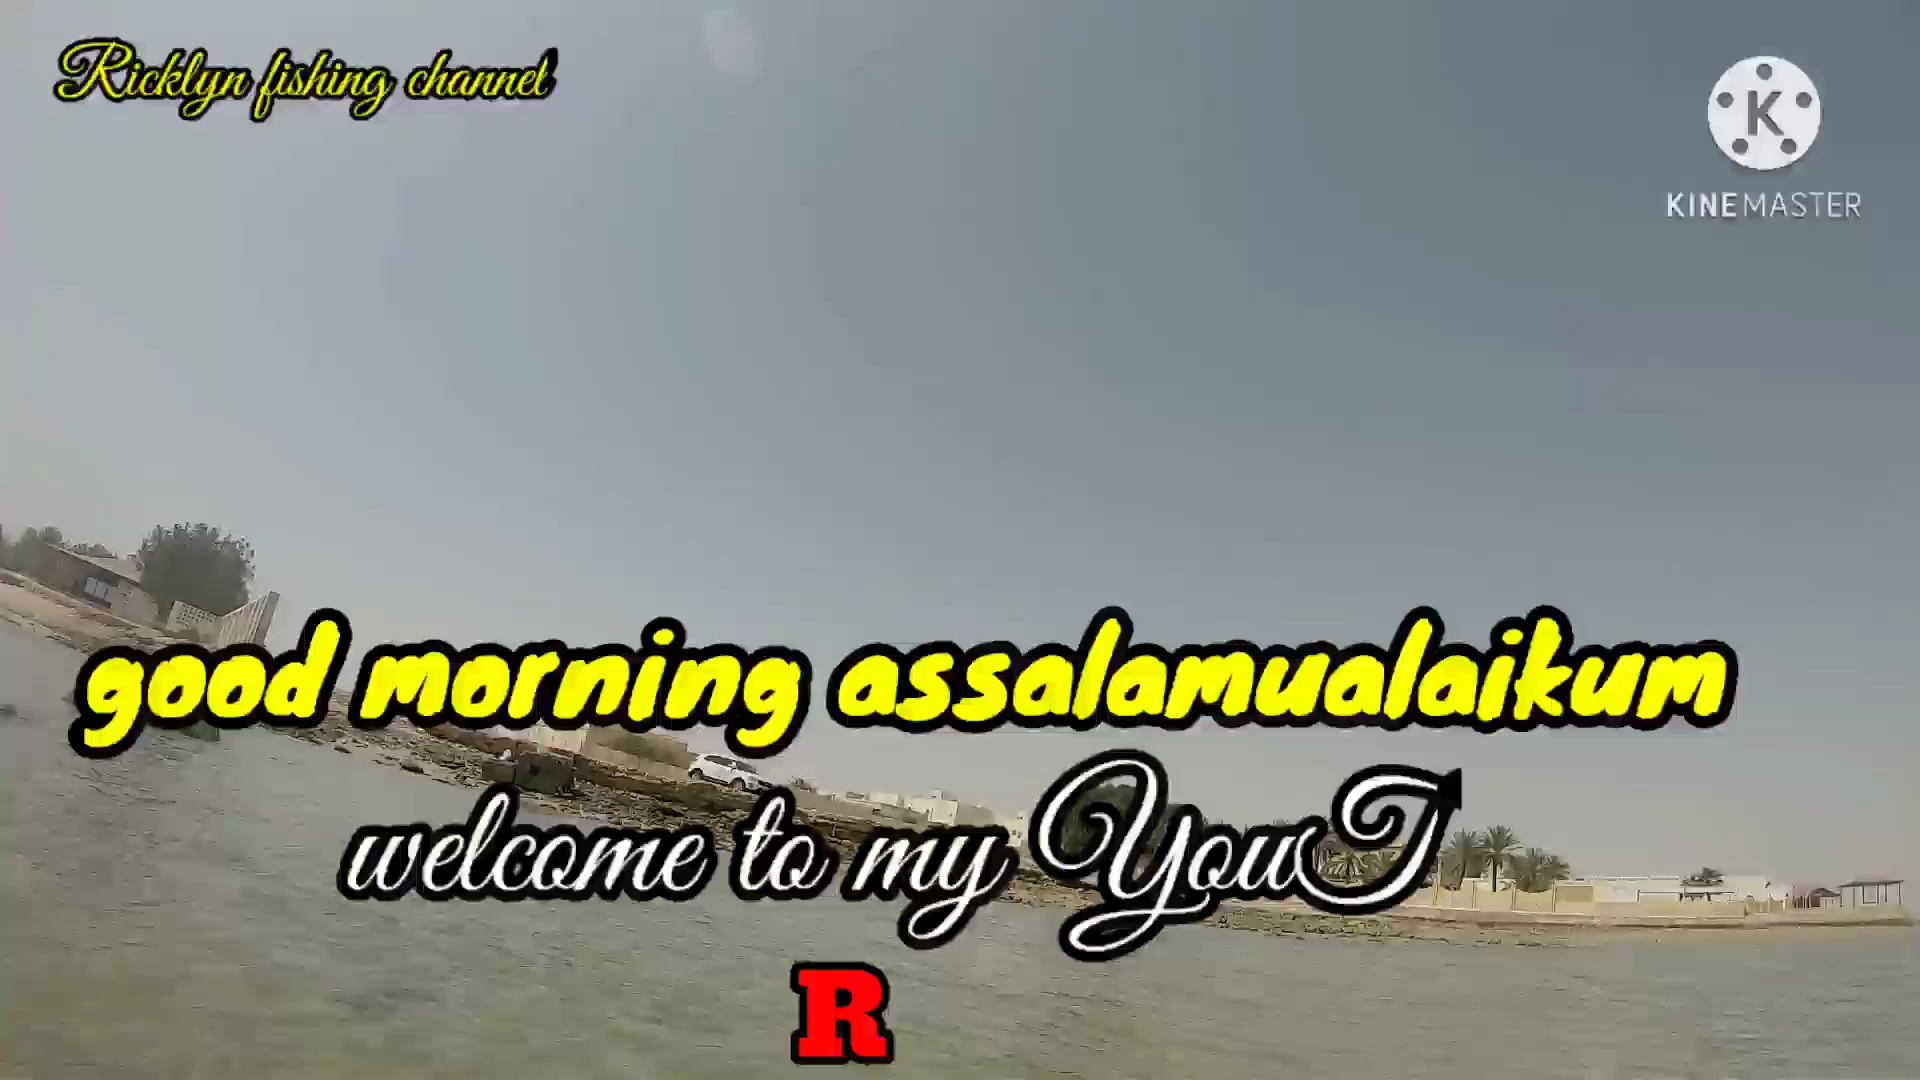 Ricklyn fishing channel
K
KINEMASTER
good morning assalamualaikum
welcome to my YouT
R